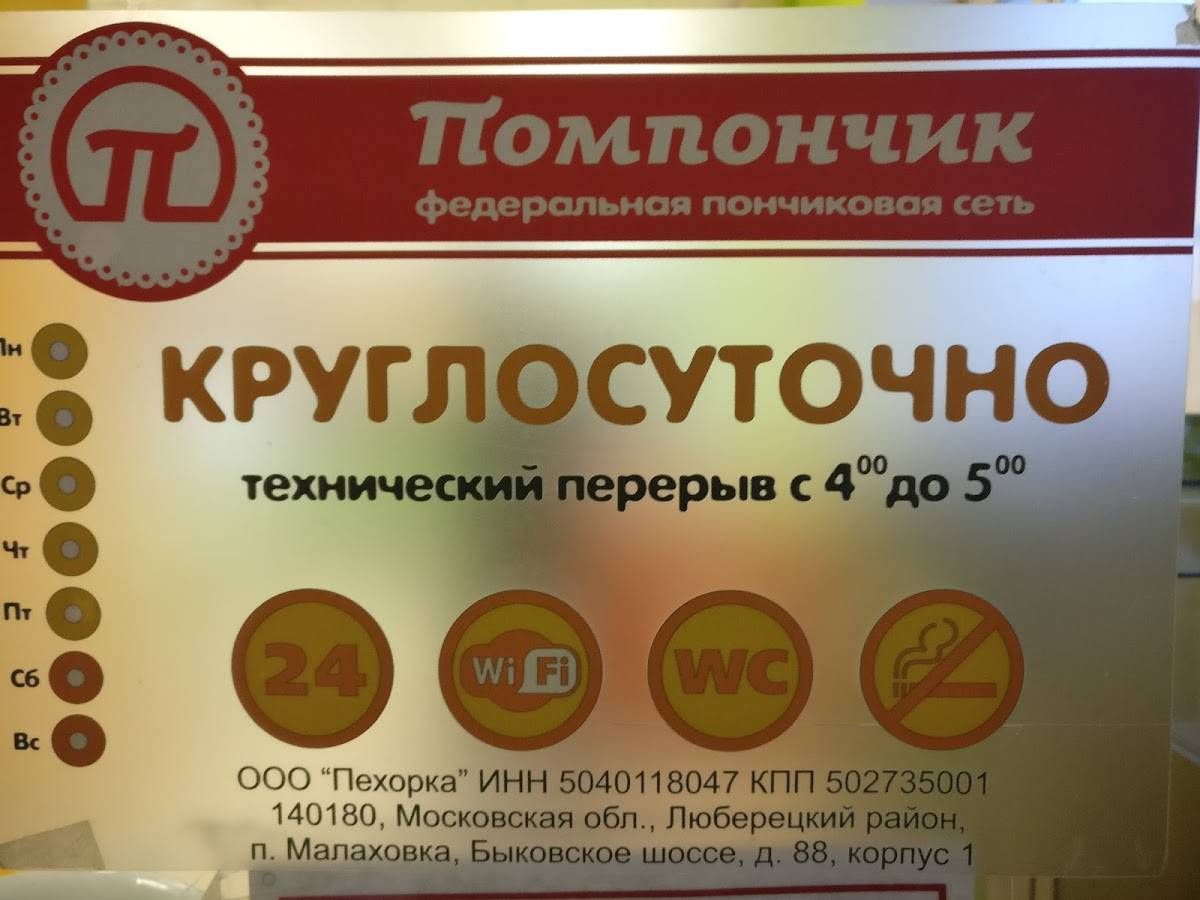 П
Помпончик
федеральная пончиковая сеть
Пн
Вт
Ср
Чт
Пт
Сб
Вс
КРУГЛОСУТОЧНО
технический перерыв с 4⁰⁰ до 5⁰⁰
24
WiFi
WC
ООО "Пехорка" ИНН 5040118047 КПП 502735001
140180, Московская обл., Люберецкий район,
п. Малаховка, Быковское шоссе, д. 88, корпус 1